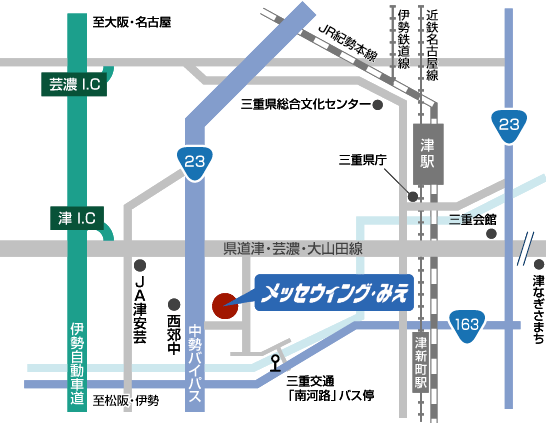 至大阪・名古屋
JR紀勢本線
伊勢鉄道線
近鉄名古屋線
芸濃 I.C
三重県総合文化センター
23
23
津駅
三重県庁
津 I.C
三重会館
県道津・芸濃・大山田線
JA津安芸
西郊中
メッセウィング・みえ
津なぎさまち
伊勢自動車道
中勢バイパス
163
津新町駅
三重交通
「南河路」バス停
至松阪・伊勢